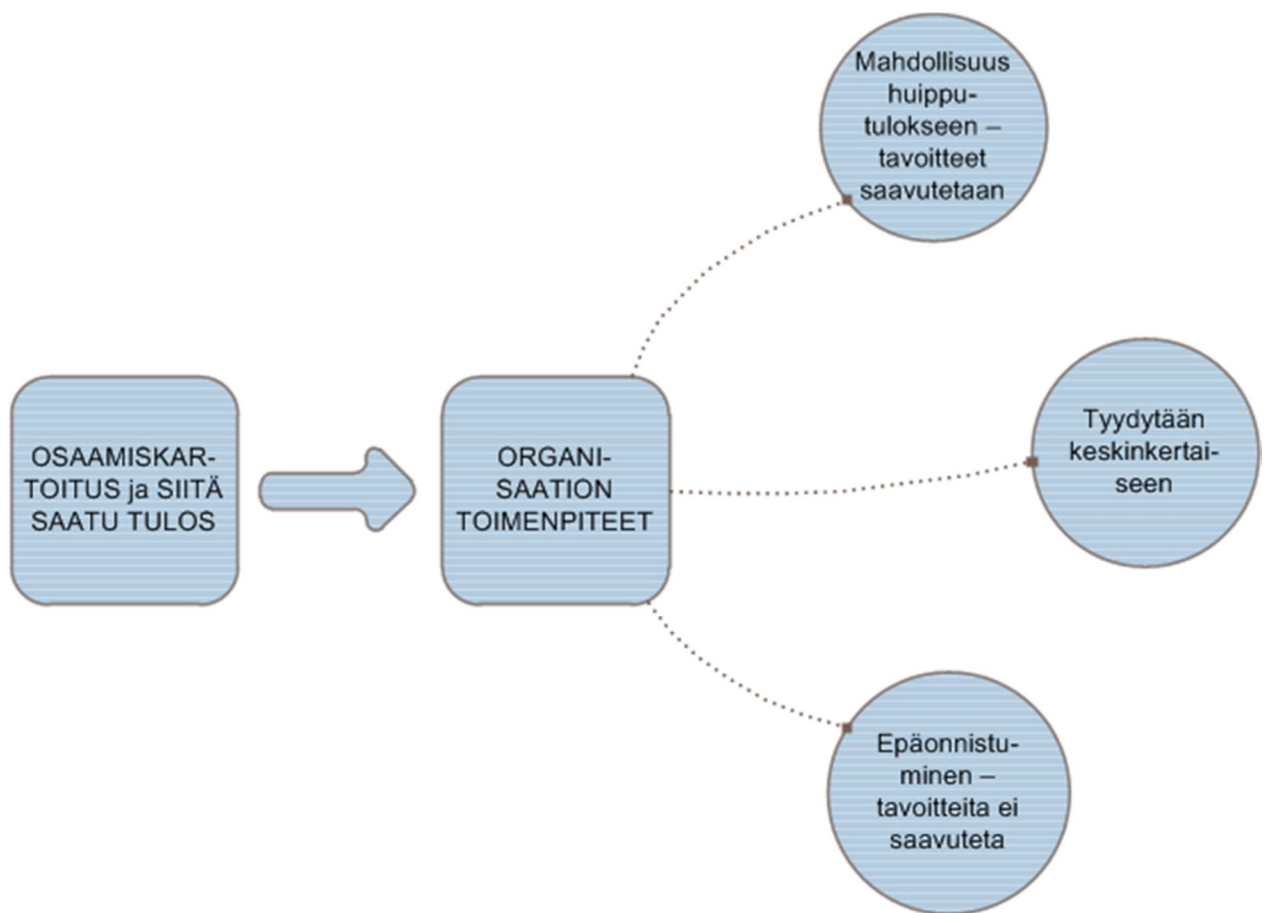 OSAAMISKAR-
TOITUS ja SIITÄ
SAATU TULOS
ORGANI-
SAATION
TOIMENPITEET
Mahdollisuus
huippu-
tulokseen –
tavoitteet
saavutetaan
Tyydytään
keskinkertai-
seen
Epäonnistu-
minen –
tavoitteita ei
saavuteta